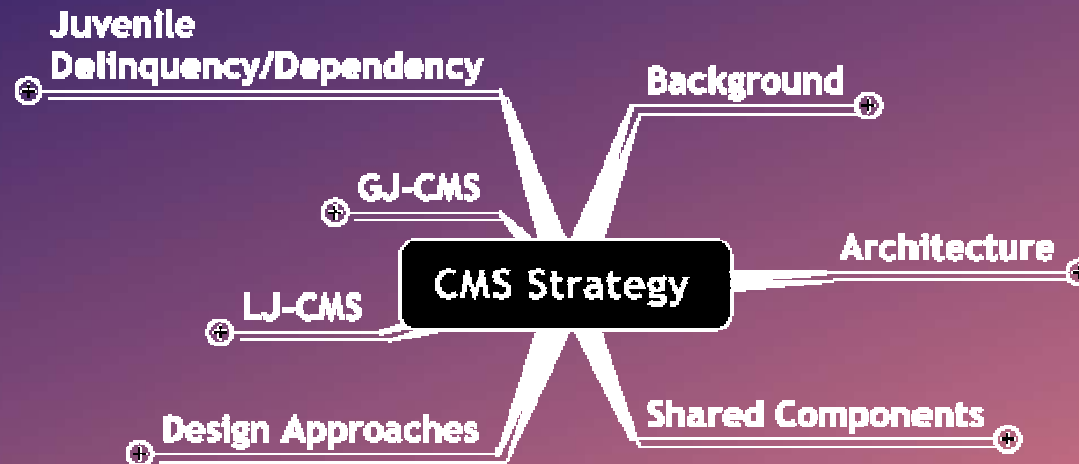 Juvenile
Delinquency/Dependency
Background
GJ-CMS
Architecture
CMS Strategy
LJ-CMS
Design Approaches
Shared Components